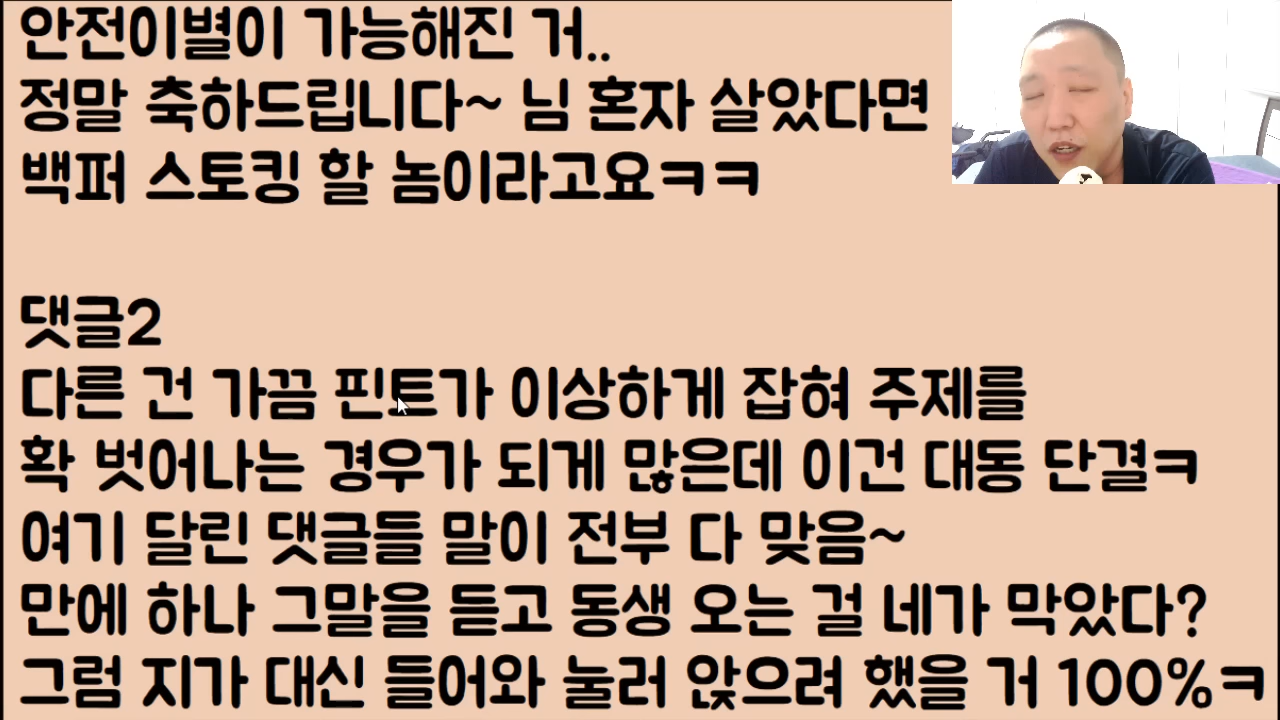 안전이별이 가능해진 거..
정말 축하드립니다~ 님 혼자 살았다면
백퍼 스토킹 할 놈이라고요ㅋㅋ
댓글2
다른 건 가끔 핀트가 이상하게 잡혀 주제를
확 벗어나는 경우가 되게 많은데 이건 대동 단결ㅋ
여기 달린 댓글들 말이 전부 다 맞음~
만에 하나 그말을 듣고 동생 오는 걸 네가 막았다?
그럼 지가 대신 들어와 눌러 앉으려 했을 거 100%ㅋ